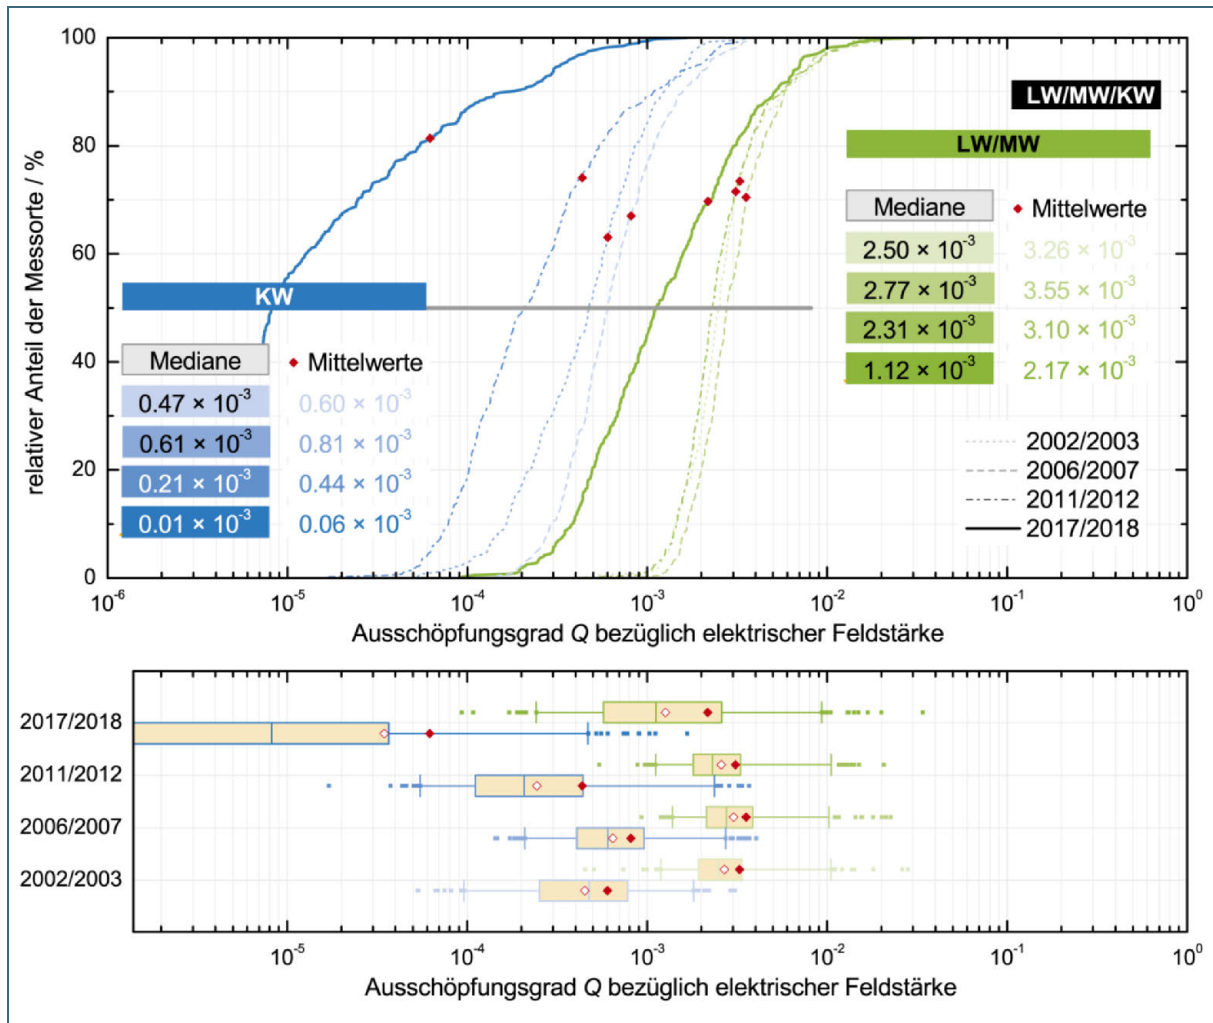 100
80
60
40
20
0
relativer Anteil der Messorte / %
LW/MW/KW
LW/MW
Mediane Mittelwerte
2.50 × 10⁻³ 3.26 × 10⁻³
2.77 × 10⁻³ 3.55 × 10⁻³
2.31 × 10⁻³ 3.10 × 10⁻³
1.12 × 10⁻³ 2.17 × 10⁻³
KW
Mediane Mittelwerte
0.47 × 10⁻³ 0.60 × 10⁻³
0.61 × 10⁻³ 0.81 × 10⁻³
0.21 × 10⁻³ 0.44 × 10⁻³
0.01 × 10⁻³ 0.06 × 10⁻³
2002/2003
2006/2007
2011/2012
2017/2018
10⁻⁶ 10⁻⁵ 10⁻⁴ 10⁻³ 10⁻² 10⁻¹ 10⁰
Ausschöpfungsgrad Q bezüglich elektrischer Feldstärke
2017/2018
2011/2012
2006/2007
2002/2003
10⁻⁵ 10⁻⁴ 10⁻³ 10⁻² 10⁻¹ 10⁰
Ausschöpfungsgrad Q bezüglich elektrischer Feldstärke